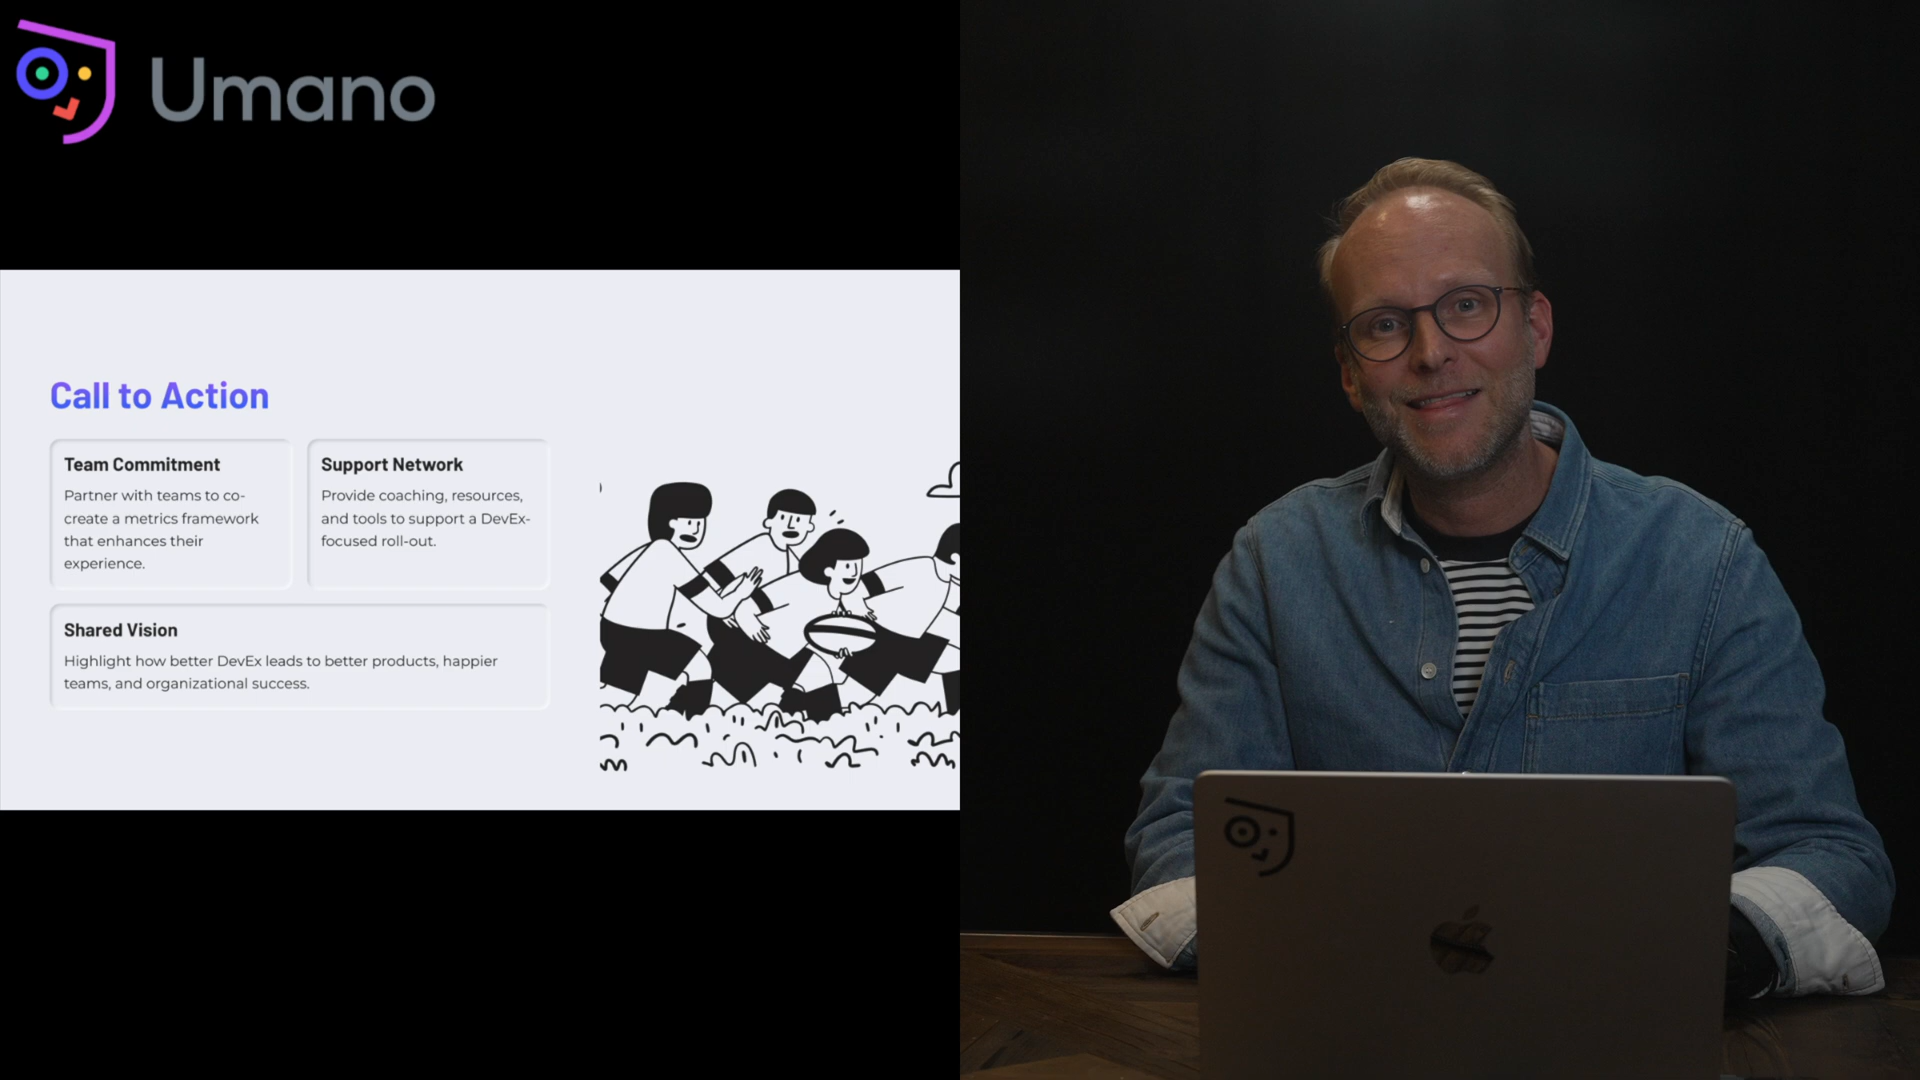 Umano
Call to Action
Team Commitment
Partner with teams to co-
create a metrics framework
that enhances their
experience.
Support Network
Provide coaching, resources,
and tools to support a DevEx-
focused roll-out.
Shared Vision
Highlight how better DevEx leads to better products, happier
teams, and organizational success.